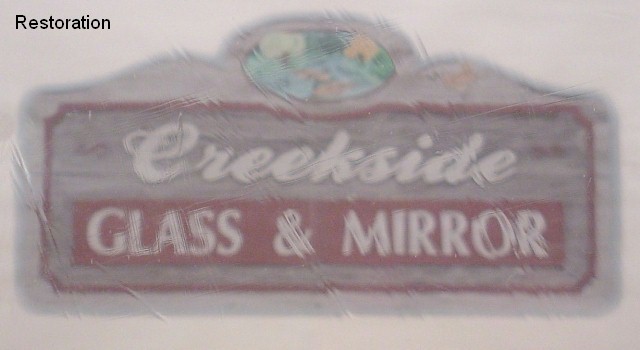 Restoration
Creekside
GLASS & MIRROR